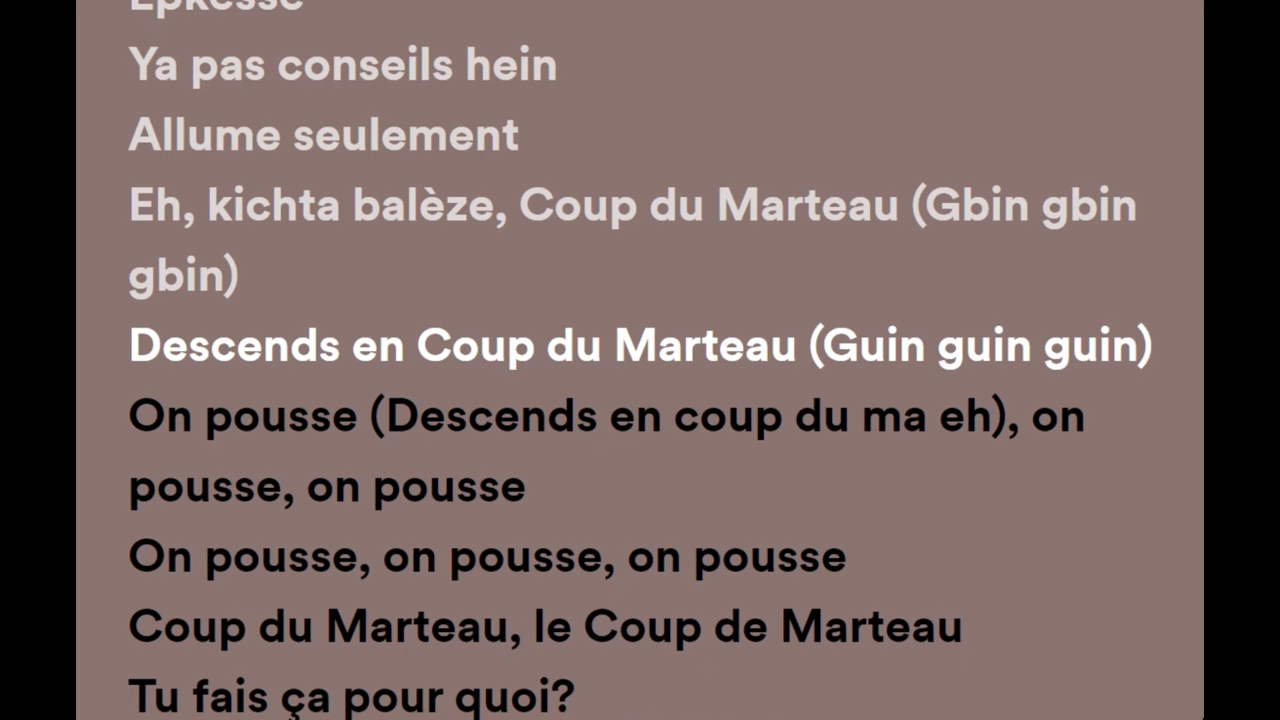 Epkesse
Ya pas conseils hein
Allume seulement
Eh, kichta balèze, Coup du Marteau (Gbin gbin
gbin)
Descends en Coup du Marteau (Guin guin guin)
On pousse (Descends en coup du ma eh), on
pousse, on pousse
On pousse, on pousse, on pousse
Coup du Marteau, le Coup de Marteau
Tu fais ça pour quoi?